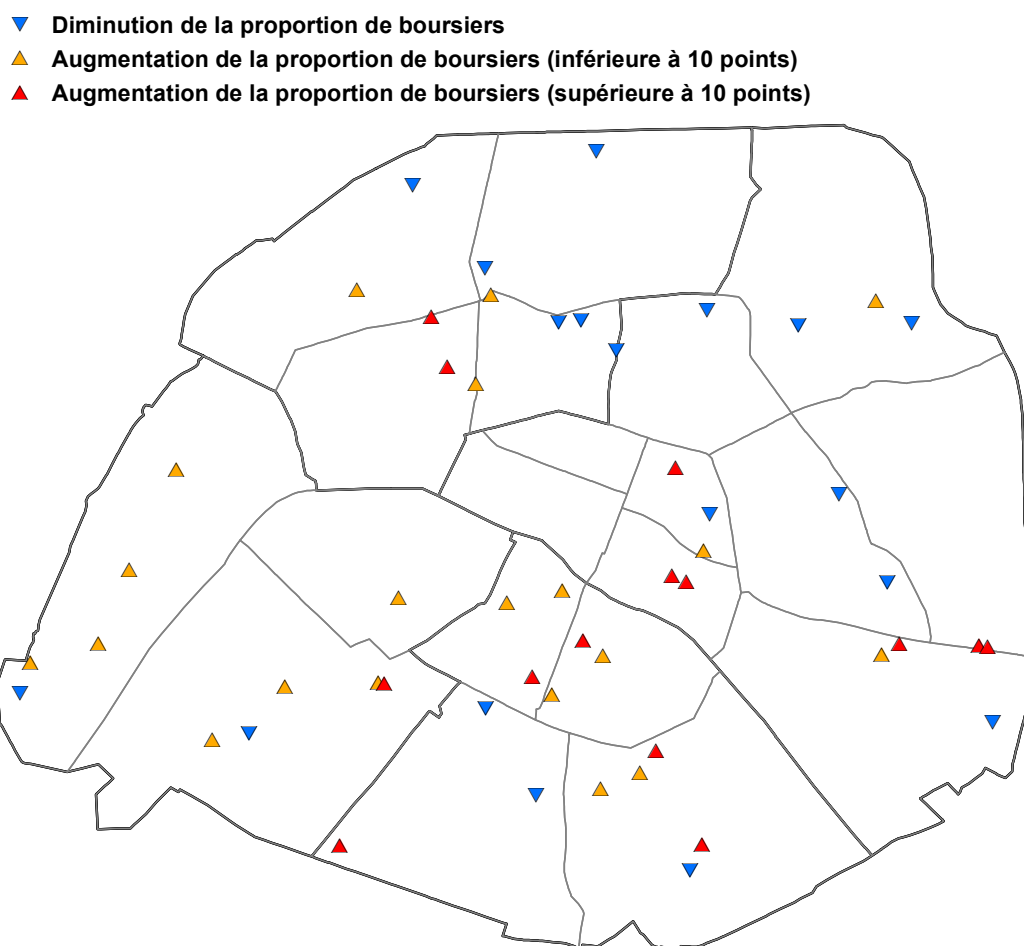 Diminution de la proportion de boursiers
Augmentation de la proportion de boursiers (inférieure à 10 points)
Augmentation de la proportion de boursiers (supérieure à 10 points)